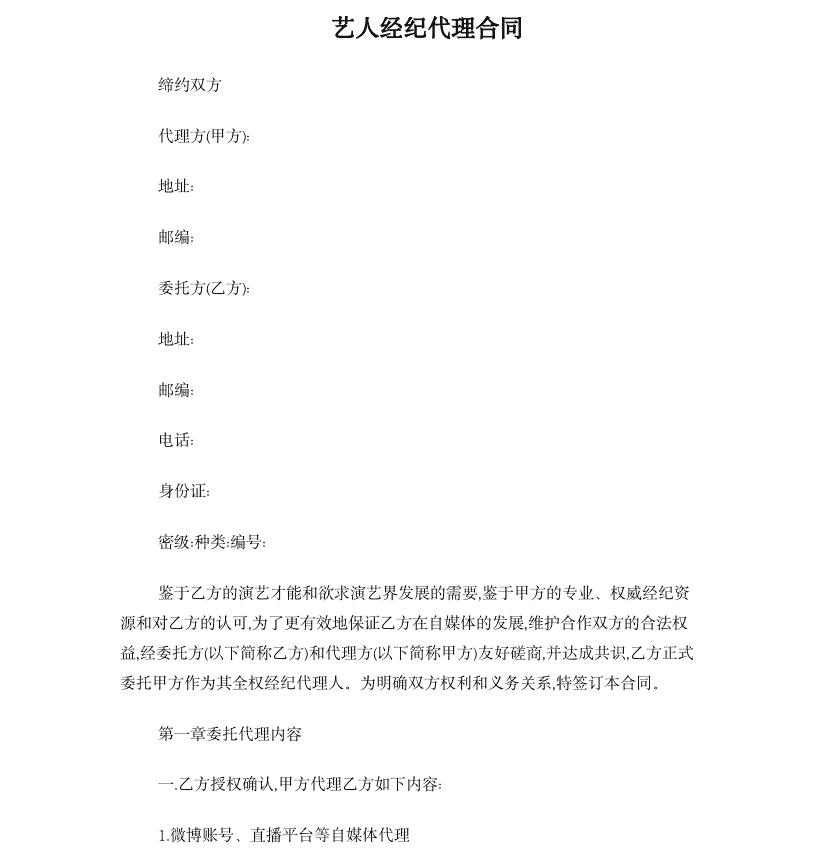 艺人经纪代理合同
缔约双方
代理方(甲方):
地址:
邮编:
委托方(乙方):
地址:
邮编:
电话:
身份证:
密级:种类:编号:
鉴于乙方的演艺才能和欲求演艺界发展的需要,鉴于甲方的专业、权威经纪资
源和对乙方的认可,为了更有效地保证乙方在自媒体的发展,维护合作双方的合法权
益,经委托方(以下简称乙方)和代理方(以下简称甲方)友好磋商,并达成共识,乙方正式
委托甲方作为其全权经纪代理人。为明确双方权利和义务关系,特签订本合同。
第一章委托代理内容
一.乙方授权确认,甲方代理乙方如下内容:
1.微博账号、直播平台等自媒体代理